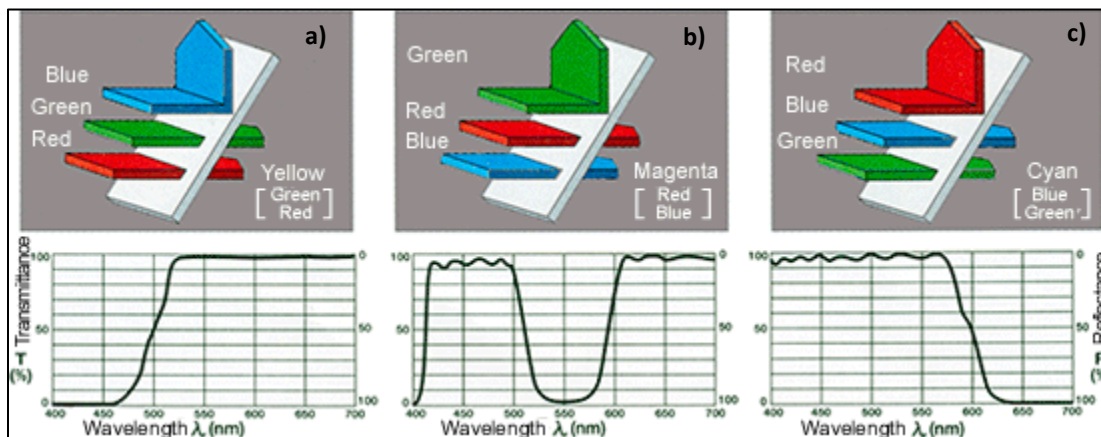 a)
Blue
Green
Red
Yellow
[ Green
Red ]
b)
Green
Red
Blue
Magenta
[ Red
Blue ]
c)
Red
Blue
Green
Cyan
[ Blue
Green ]
Transmittance
T
(%)
100
50
0
0
50
100
400 450 500 550 600 650 700
Wavelength λ (nm)
100
50
0
0
50
100
400 450 500 550 600 650 700
Wavelength λ (nm)
100
50
0
0
50
100
400 450 500 550 600 650 700
Wavelength λ (nm)
Reflectance